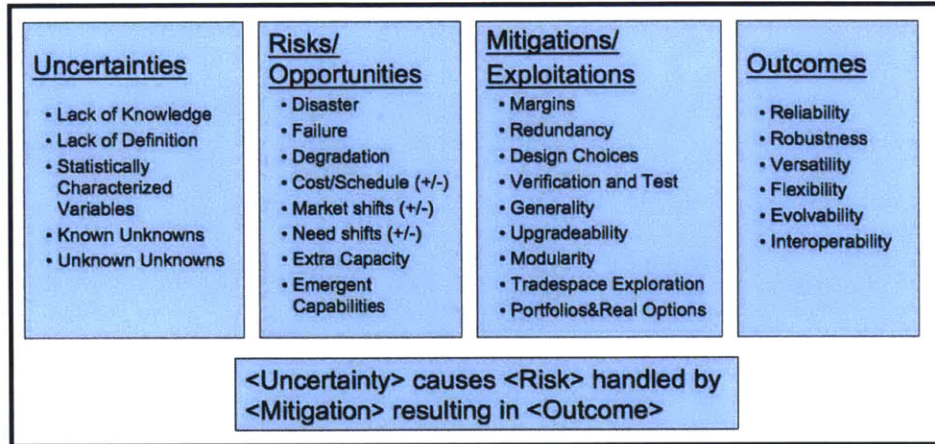 Uncertainties
• Lack of Knowledge
• Lack of Definition
• Statistically
Characterized
Variables
• Known Unknowns
• Unknown Unknowns
Risks/
Opportunities
• Disaster
• Failure
• Degradation
• Cost/Schedule (+/-)
• Market shifts (+/-)
• Need shifts (+/-)
• Extra Capacity
• Emergent
Capabilities
Mitigations/
Exploitations
• Margins
• Redundancy
• Design Choices
• Verification and Test
• Generality
• Upgradeability
• Modularity
• Tradespace Exploration
• Portfolios&Real Options
Outcomes
• Reliability
• Robustness
• Versatility
• Flexibility
• Evolvability
• Interoperability
<Uncertainty> causes <Risk> handled by
<Mitigation> resulting in <Outcome>